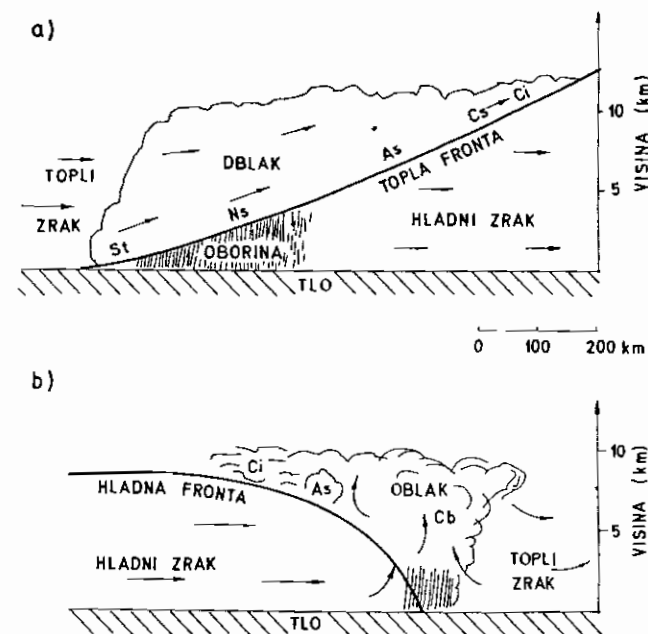 a)
10
5
VISINA (km)
Cs Ci
As
DBLAK
TOPLA FRONTA
TOPLI
ZRAK
Ns
HLADNI ZRAK
St
OBORINA
TLO
0 100 200 km
b)
10
5
VISINA (km)
Ci
HLADNA FRONTA
As
OBLAK
Cb
HLADNI ZRAK
TOPLI
ZRAK
TLO